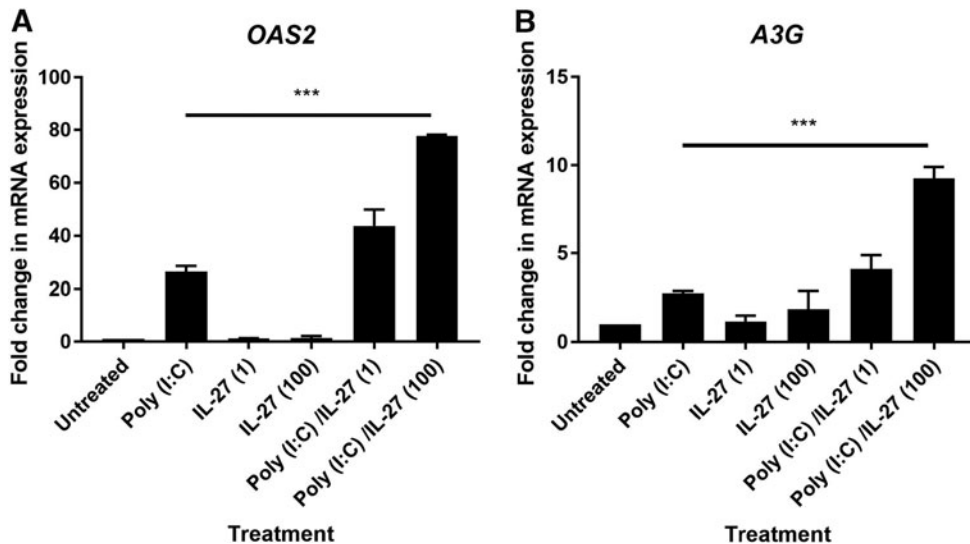 A
OAS2
Fold change in mRNA expression
100
80
60
40
20
0
***
Untreated
Poly (I:C)
IL-27 (1)
IL-27 (100)
Poly (I:C) /IL-27 (1)
Poly (I:C) /IL-27 (100)
Treatment
B
A3G
Fold change in mRNA expression
15
10
5
0
***
Untreated
Poly (I:C)
IL-27 (1)
IL-27 (100)
Poly (I:C) /IL-27 (1)
Poly (I:C) /IL-27 (100)
Treatment